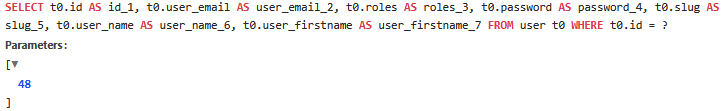 SELECT t0.id AS id_1, t0.user_email AS user_email_2, t0.roles AS roles_3, t0.password AS password_4, t0.slug AS
slug_5, t0.user_name AS user_name_6, t0.user_firstname AS user_firstname_7 FROM user t0 WHERE t0.id = ?
Parameters:
[▼
48
]